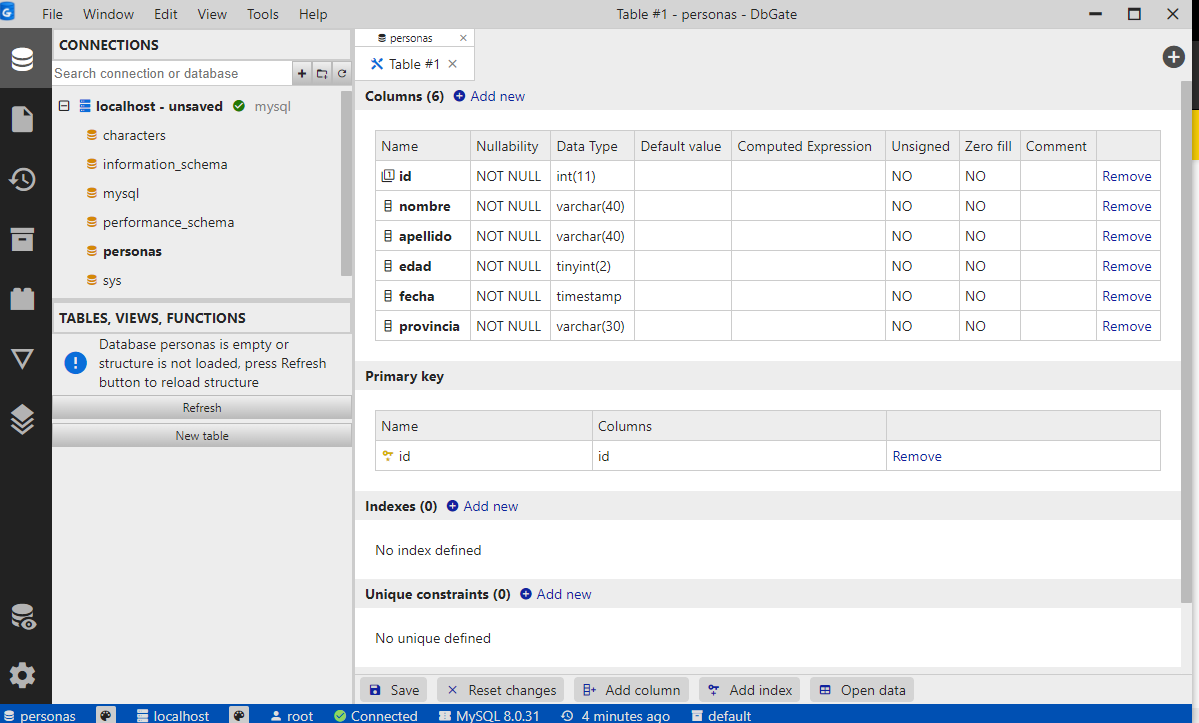 File Window Edit View Tools Help Table #1 - personas - DbGate
CONNECTIONS
Search connection or database
localhost - unsaved mysql
characters
information_schema
mysql
performance_schema
personas
sys
TABLES, VIEWS, FUNCTIONS
Database personas is empty or
structure is not loaded, press Refresh
button to reload structure
Refresh
New table
personas
Table #1
Columns (6) Add new
Name Nullability Data Type Default value Computed Expression Unsigned Zero fill Comment
id NOT NULL int(11) NO NO Remove
nombre NOT NULL varchar(40) NO NO Remove
apellido NOT NULL varchar(40) NO NO Remove
edad NOT NULL tinyint(2) NO NO Remove
fecha NOT NULL timestamp NO NO Remove
provincia NOT NULL varchar(30) NO NO Remove
Primary key
Name Columns
id id Remove
Indexes (0) Add new
No index defined
Unique constraints (0) Add new
No unique defined
Save Reset changes Add column Add index Open data
personas localhost root Connected MySQL 8.0.31 4 minutes ago default